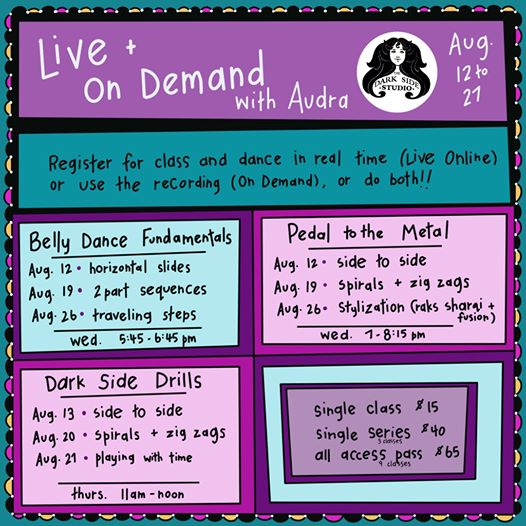 Live +
On Demand
with Audra
THE
DARK SIDE
STUDIO
Aug.
12 to
27
Register for class and dance in real time (Live Online)
or use the recording (On Demand), or do both!!
Belly Dance Fundamentals
Aug. 12 • horizontal slides
Aug. 19 • 2 part sequences
Aug. 26 • traveling steps
wed. 5:45 - 6:45 pm
Pedal to the Metal
Aug. 12 • side to side
Aug. 19 • spirals + zig zags
Aug. 26 • Stylization (raks sharqi +
fusion)
wed. 7 - 8:15 pm
Dark Side Drills
Aug. 13 • side to side
Aug. 20 • spirals + zig zags
Aug. 27 • playing with time
thurs. 11am - noon
single class $15
single series $40
3 classes
all access pass $65
9 classes